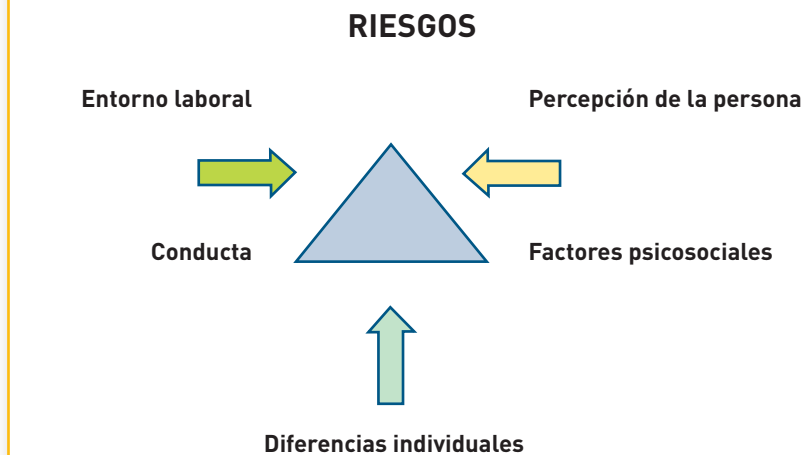 RIESGOS
Entorno laboral
Percepción de la persona
Conducta
Factores psicosociales
Diferencias individuales